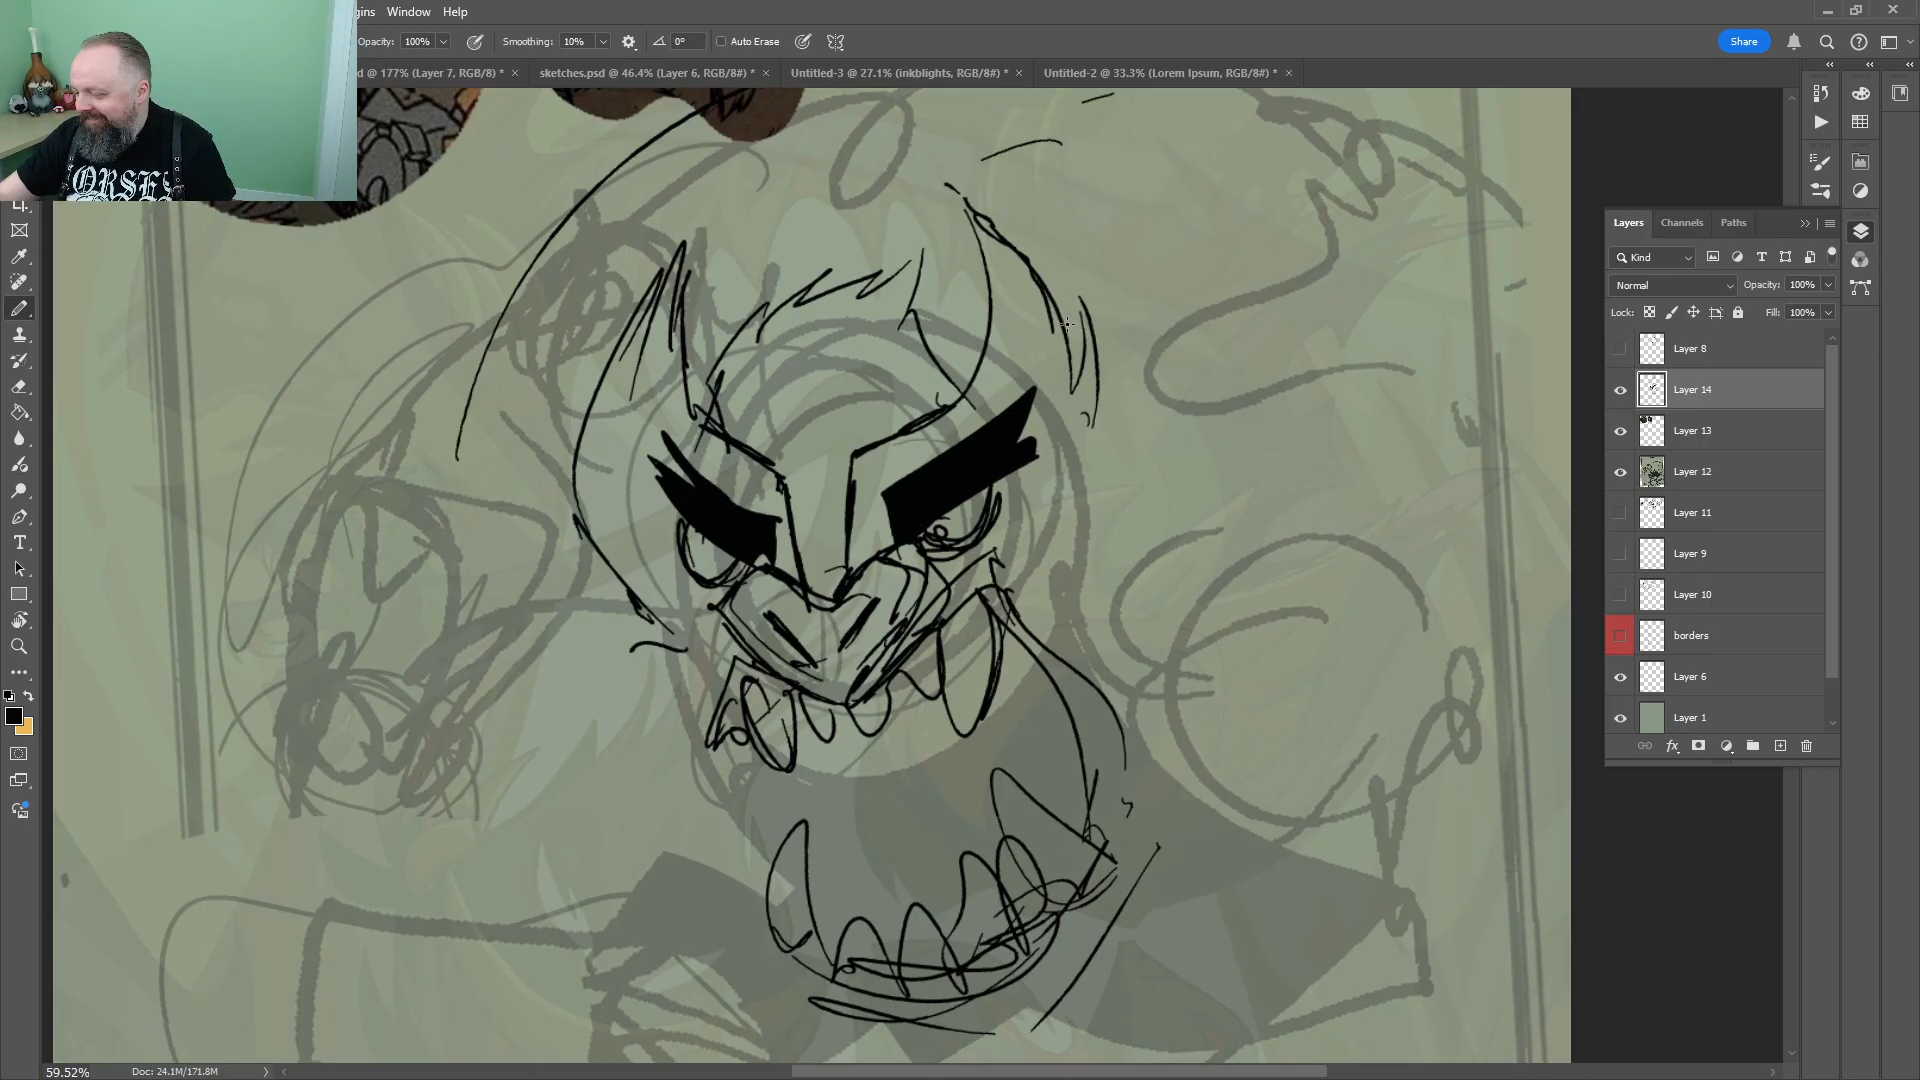 gins Window Help
Opacity: 100% Smoothing: 10% 0° Auto Erase Share
d @ 177% (Layer 7, RGB/8) * × sketches.psd @ 46.4% (Layer 6, RGB/8#) * × Untitled-3 @ 27.1% (inkblights, RGB/8#) * × Untitled-2 @ 33.3% (Lorem Ipsum, RGB/8#) * ×
Layers Channels Paths
Kind
Normal Opacity: 100%
Lock: Fill: 100%
Layer 8
Layer 14
Layer 13
Layer 12
Layer 11
Layer 9
Layer 10
borders
Layer 6
Layer 1
59.52% Doc: 24.1M/171.8M